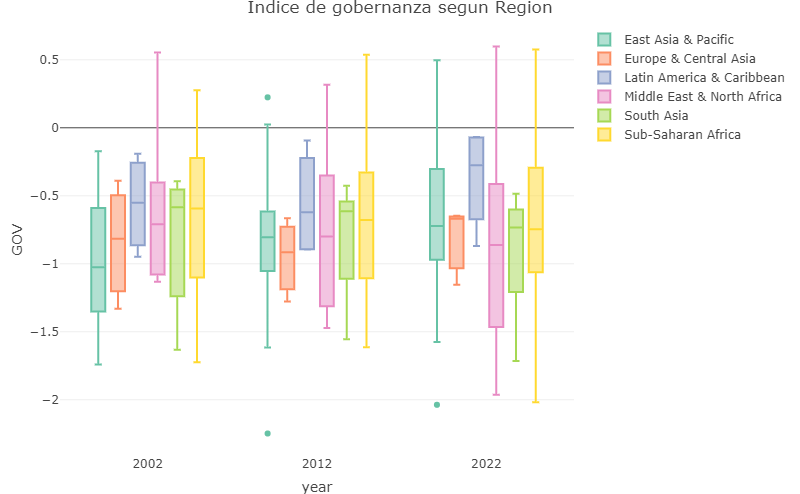 Indice de gobernanza segun Region
East Asia & Pacific
Europe & Central Asia
Latin America & Caribbean
Middle East & North Africa
South Asia
Sub-Saharan Africa
0.5
0
−0.5
−1
−1.5
−2
GOV
2002
2012
2022
year